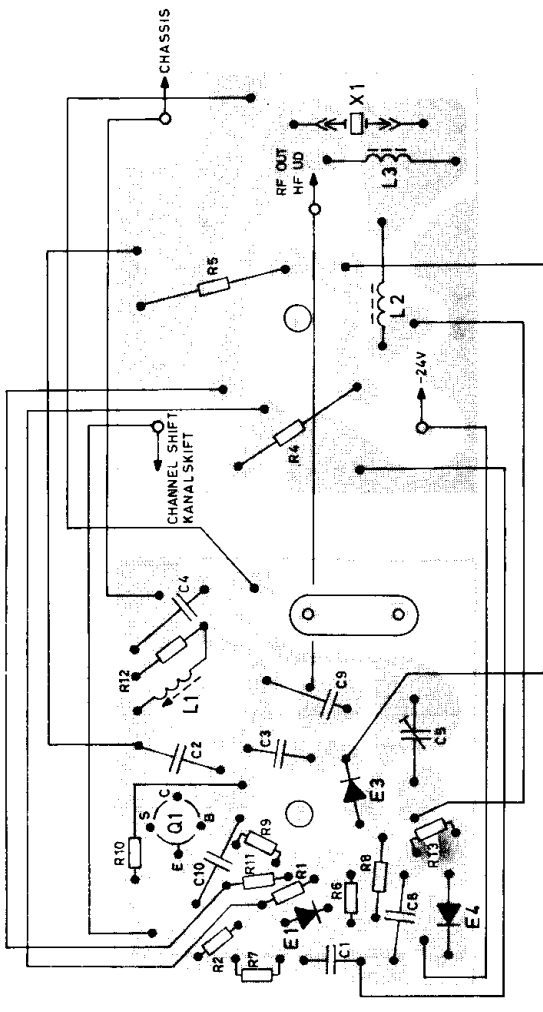 CHASSIS
X1
RF OUT
HF UD
L3
R5
L2
-24V
CHANNEL SHIFT
KANALSKIFT
R4
C4
R12
L1
C9
C2
C3
C5
E3
S
C
Q1
B
E
R10
C10
R9
R11
R1
R13
R8
R6
C8
E1
R2
R7
C1
E4